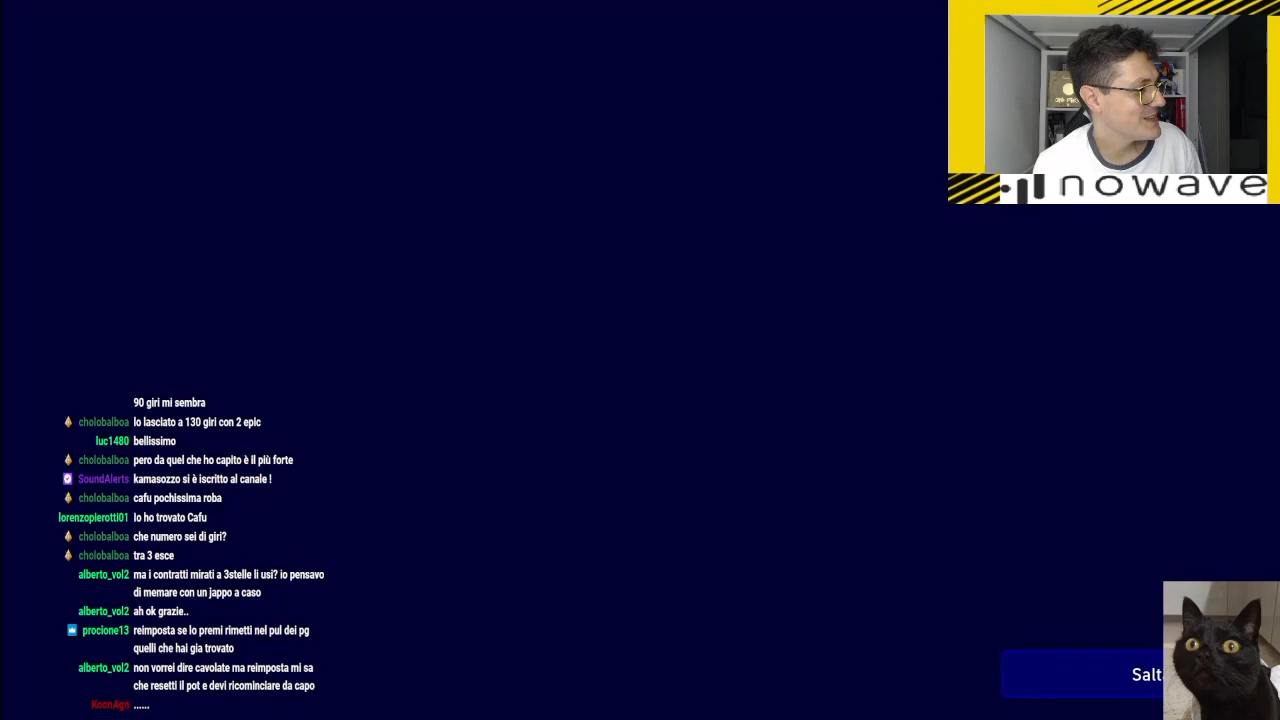 nowave
90 giri mi sembra
cholobalboa lo lasciato a 130 giri con 2 epic
luc1480 bellissimo
cholobalboa pero da quel che ho capito è il più forte
SoundAlerts kamasozzo si è iscritto al canale !
cholobalboa cafu pochissima roba
lorenzopierotti01 Io ho trovato Cafu
cholobalboa che numero sei di giri?
cholobalboa tra 3 esce
alberto_vol2 ma i contratti mirati a 3stelle li usi? io pensavo
di memare con un jappo a caso
alberto_vol2 ah ok grazie..
procione13 reimposta se lo premi rimetti nel pul dei pg
quelli che hai gia trovato
alberto_vol2 non vorrei dire cavolate ma reimposta mi sa
che resetti il pot e devi ricominciare da capo
Salt
KoonAgn ......